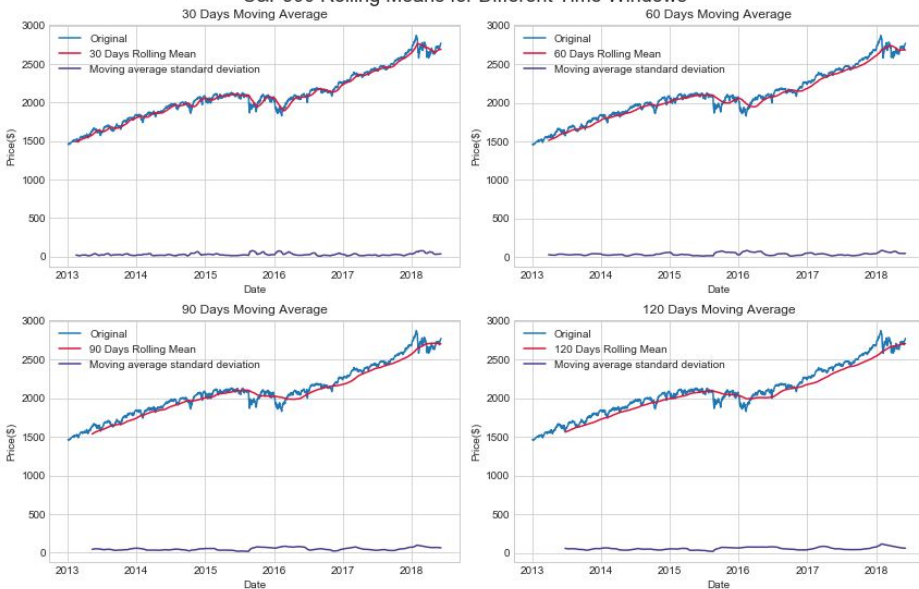 S&P 500 Rolling Means for Different Time Windows
30 Days Moving Average
3000
2500
2000
1500
1000
500
0
Price($)
Original
30 Days Rolling Mean
Moving average standard deviation
2013 2014 2015 2016 2017 2018
Date
60 Days Moving Average
3000
2500
2000
1500
1000
500
0
Price($)
Original
60 Days Rolling Mean
Moving average standard deviation
2013 2014 2015 2016 2017 2018
Date
90 Days Moving Average
3000
2500
2000
1500
1000
500
0
Price($)
Original
90 Days Rolling Mean
Moving average standard deviation
2013 2014 2015 2016 2017 2018
Date
120 Days Moving Average
3000
2500
2000
1500
1000
500
0
Price($)
Original
120 Days Rolling Mean
Moving average standard deviation
2013 2014 2015 2016 2017 2018
Date